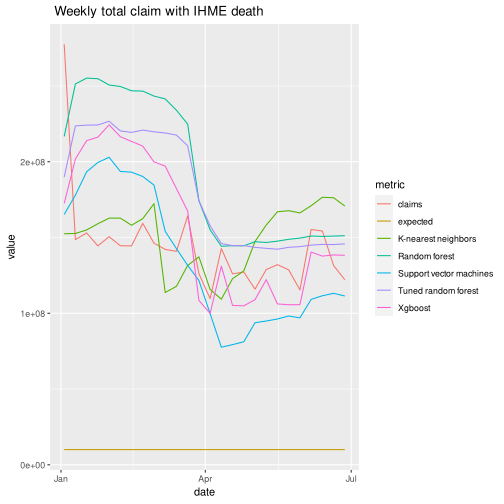 Weekly total claim with IHME death
value
2e+08
1e+08
0e+00
Jan
Apr
Jul
date
metric
claims
expected
K-nearest neighbors
Random forest
Support vector machines
Tuned random forest
Xgboost